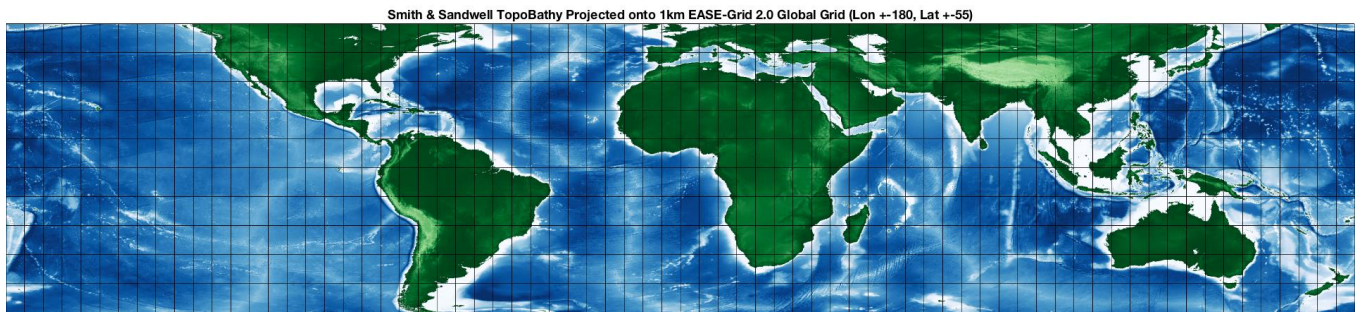 Smith & Sandwell TopoBathy Projected onto 1km EASE-Grid 2.0 Global Grid (Lon +-180, Lat +-55)